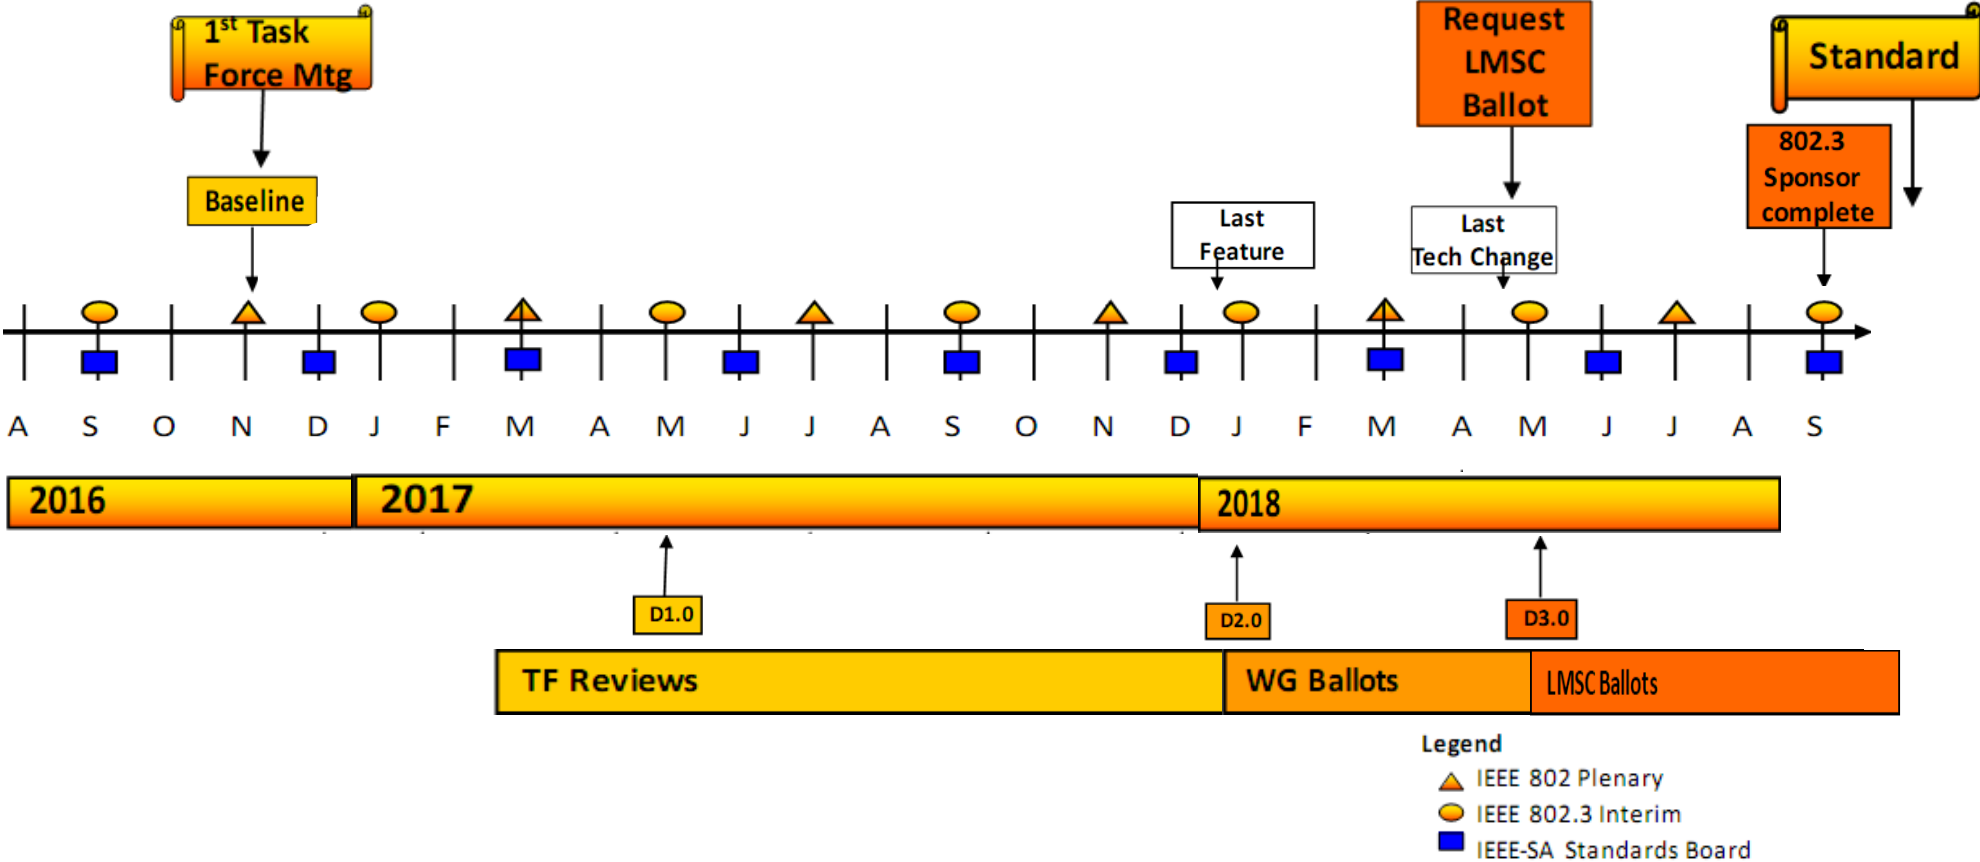 1st Task
Force Mtg
Request
LMSC
Ballot
Standard
802.3
Sponsor
complete
Baseline
Last
Feature
Last
Tech Change
A S O N D J F M A M J J A S O N D J F M A M J J A S
2016 2017 2018
D1.0 D2.0 D3.0
TF Reviews WG Ballots LMSC Ballots
Legend
IEEE 802 Plenary
IEEE 802.3 Interim
IEEE-SA Standards Board